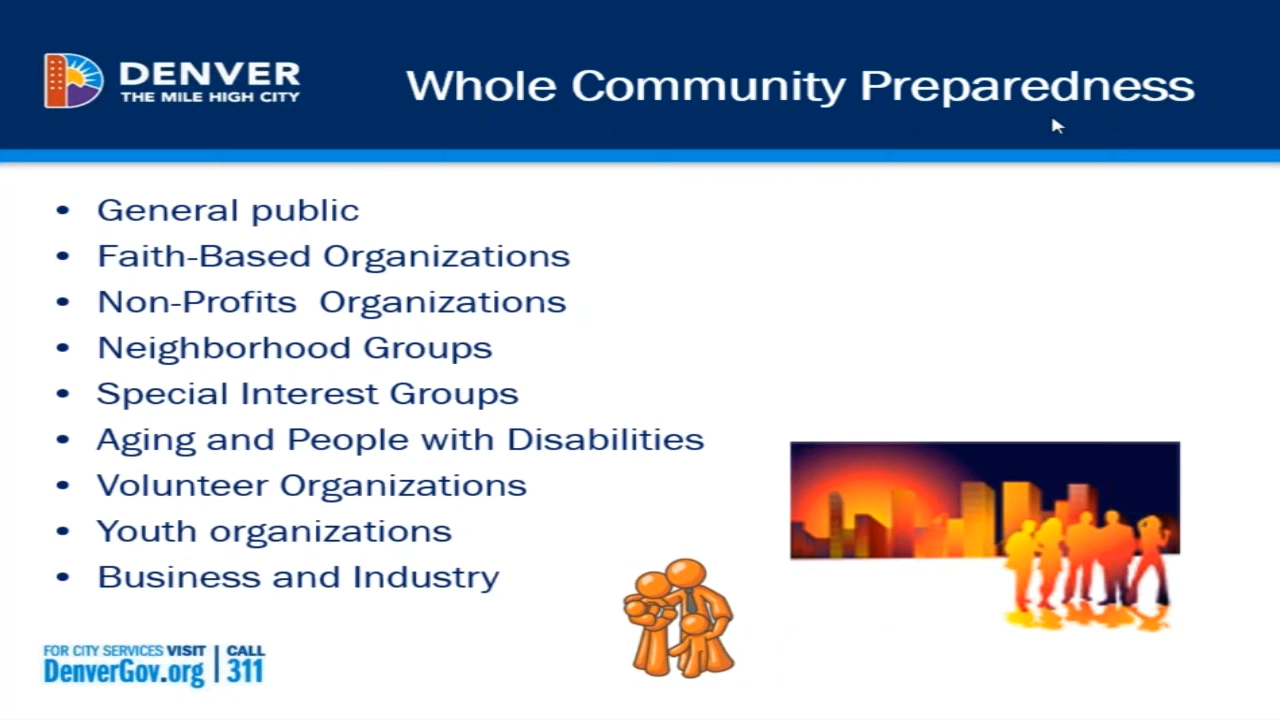 DENVER
THE MILE HIGH CITY
Whole Community Preparedness
• General public
• Faith-Based Organizations
• Non-Profits  Organizations
• Neighborhood Groups
• Special Interest Groups
• Aging and People with Disabilities
• Volunteer Organizations
• Youth organizations
• Business and Industry
FOR CITY SERVICES VISIT | CALL
DenverGov.org | 311